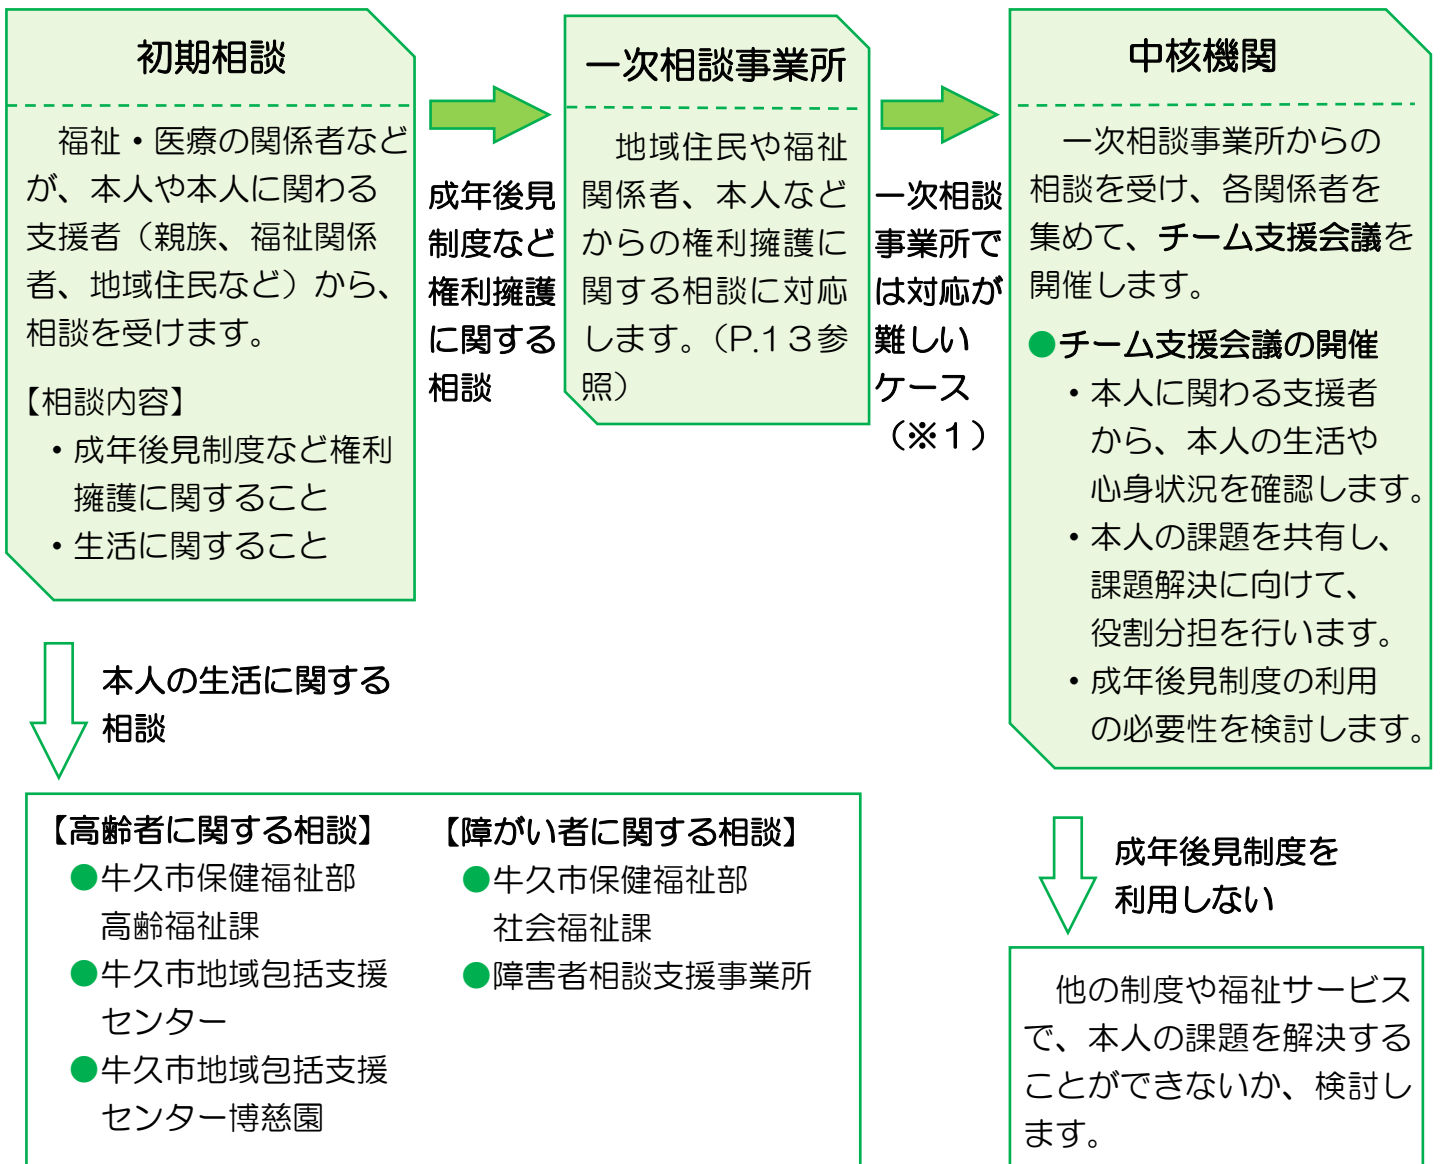 初期相談
福祉・医療の関係者など
が、本人や本人に関わる
支援者（親族、福祉関係
者、地域住民など）から、
相談を受けます。
【相談内容】
・成年後見制度など権利
擁護に関すること
・生活に関すること
成年後見
制度など
権利擁護
に関する
相談
一次相談事業所
地域住民や福祉
関係者、本人など
からの権利擁護に
関する相談に対応
します。（P.１３参
照）
一次相談
事業所で
は対応が
難しい
ケース
（※１）
中核機関
一次相談事業所からの
相談を受け、各関係者を
集めて、チーム支援会議を
開催します。
●チーム支援会議の開催
・本人に関わる支援者
から、本人の生活や
心身状況を確認します。
・本人の課題を共有し、
課題解決に向けて、
役割分担を行います。
・成年後見制度の利用
の必要性を検討します。
本人の生活に関する
相談
【高齢者に関する相談】
●牛久市保健福祉部
高齢福祉課
●牛久市地域包括支援
センター
●牛久市地域包括支援
センター博慈園
【障がい者に関する相談】
●牛久市保健福祉部
社会福祉課
●障害者相談支援事業所
成年後見制度を
利用しない
他の制度や福祉サービス
で、本人の課題を解決する
ことができないか、検討し
ます。